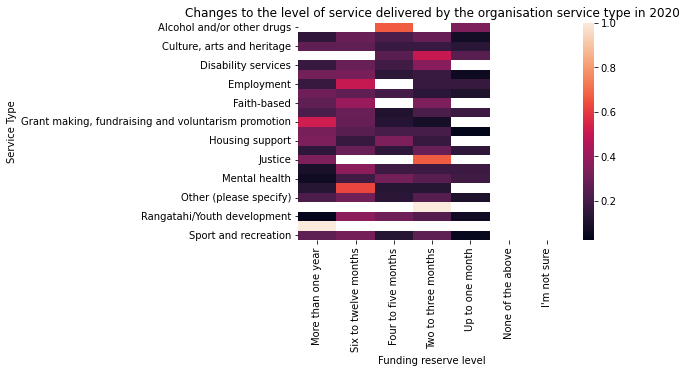 Changes to the level of service delivered by the organisation service type in 2020
Service Type
Alcohol and/or other drugs
Culture, arts and heritage
Disability services
Employment
Faith-based
Grant making, fundraising and voluntarism promotion
Housing support
Justice
Mental health
Other (please specify)
Rangatahi/Youth development
Sport and recreation
More than one year
Six to twelve months
Four to five months
Two to three months
Up to one month
None of the above
I'm not sure
Funding reserve level
1.0
0.8
0.6
0.4
0.2